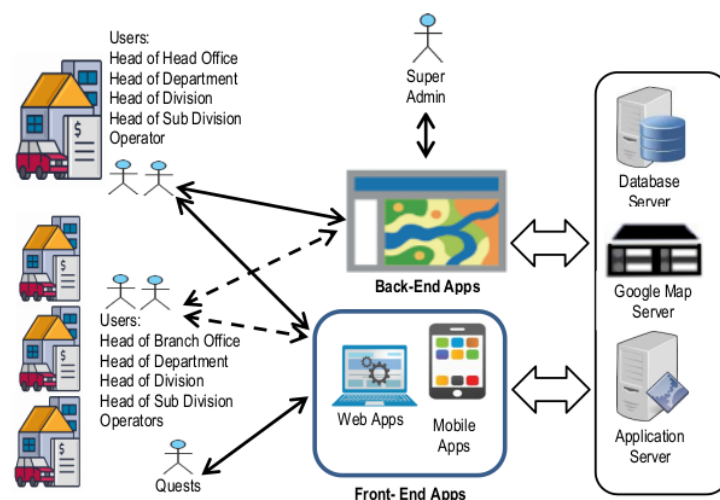 Users:
Head of Head Office
Head of Department
Head of Division
Head of Sub Division
Operator
Super
Admin
$
Database
Server
Back-End Apps
Google Map
Server
$
Users:
Head of Branch Office
Head of Department
Head of Division
Head of Sub Division
Operators
$
$
Web Apps
Mobile
Apps
Application
Server
Quests
Front- End Apps